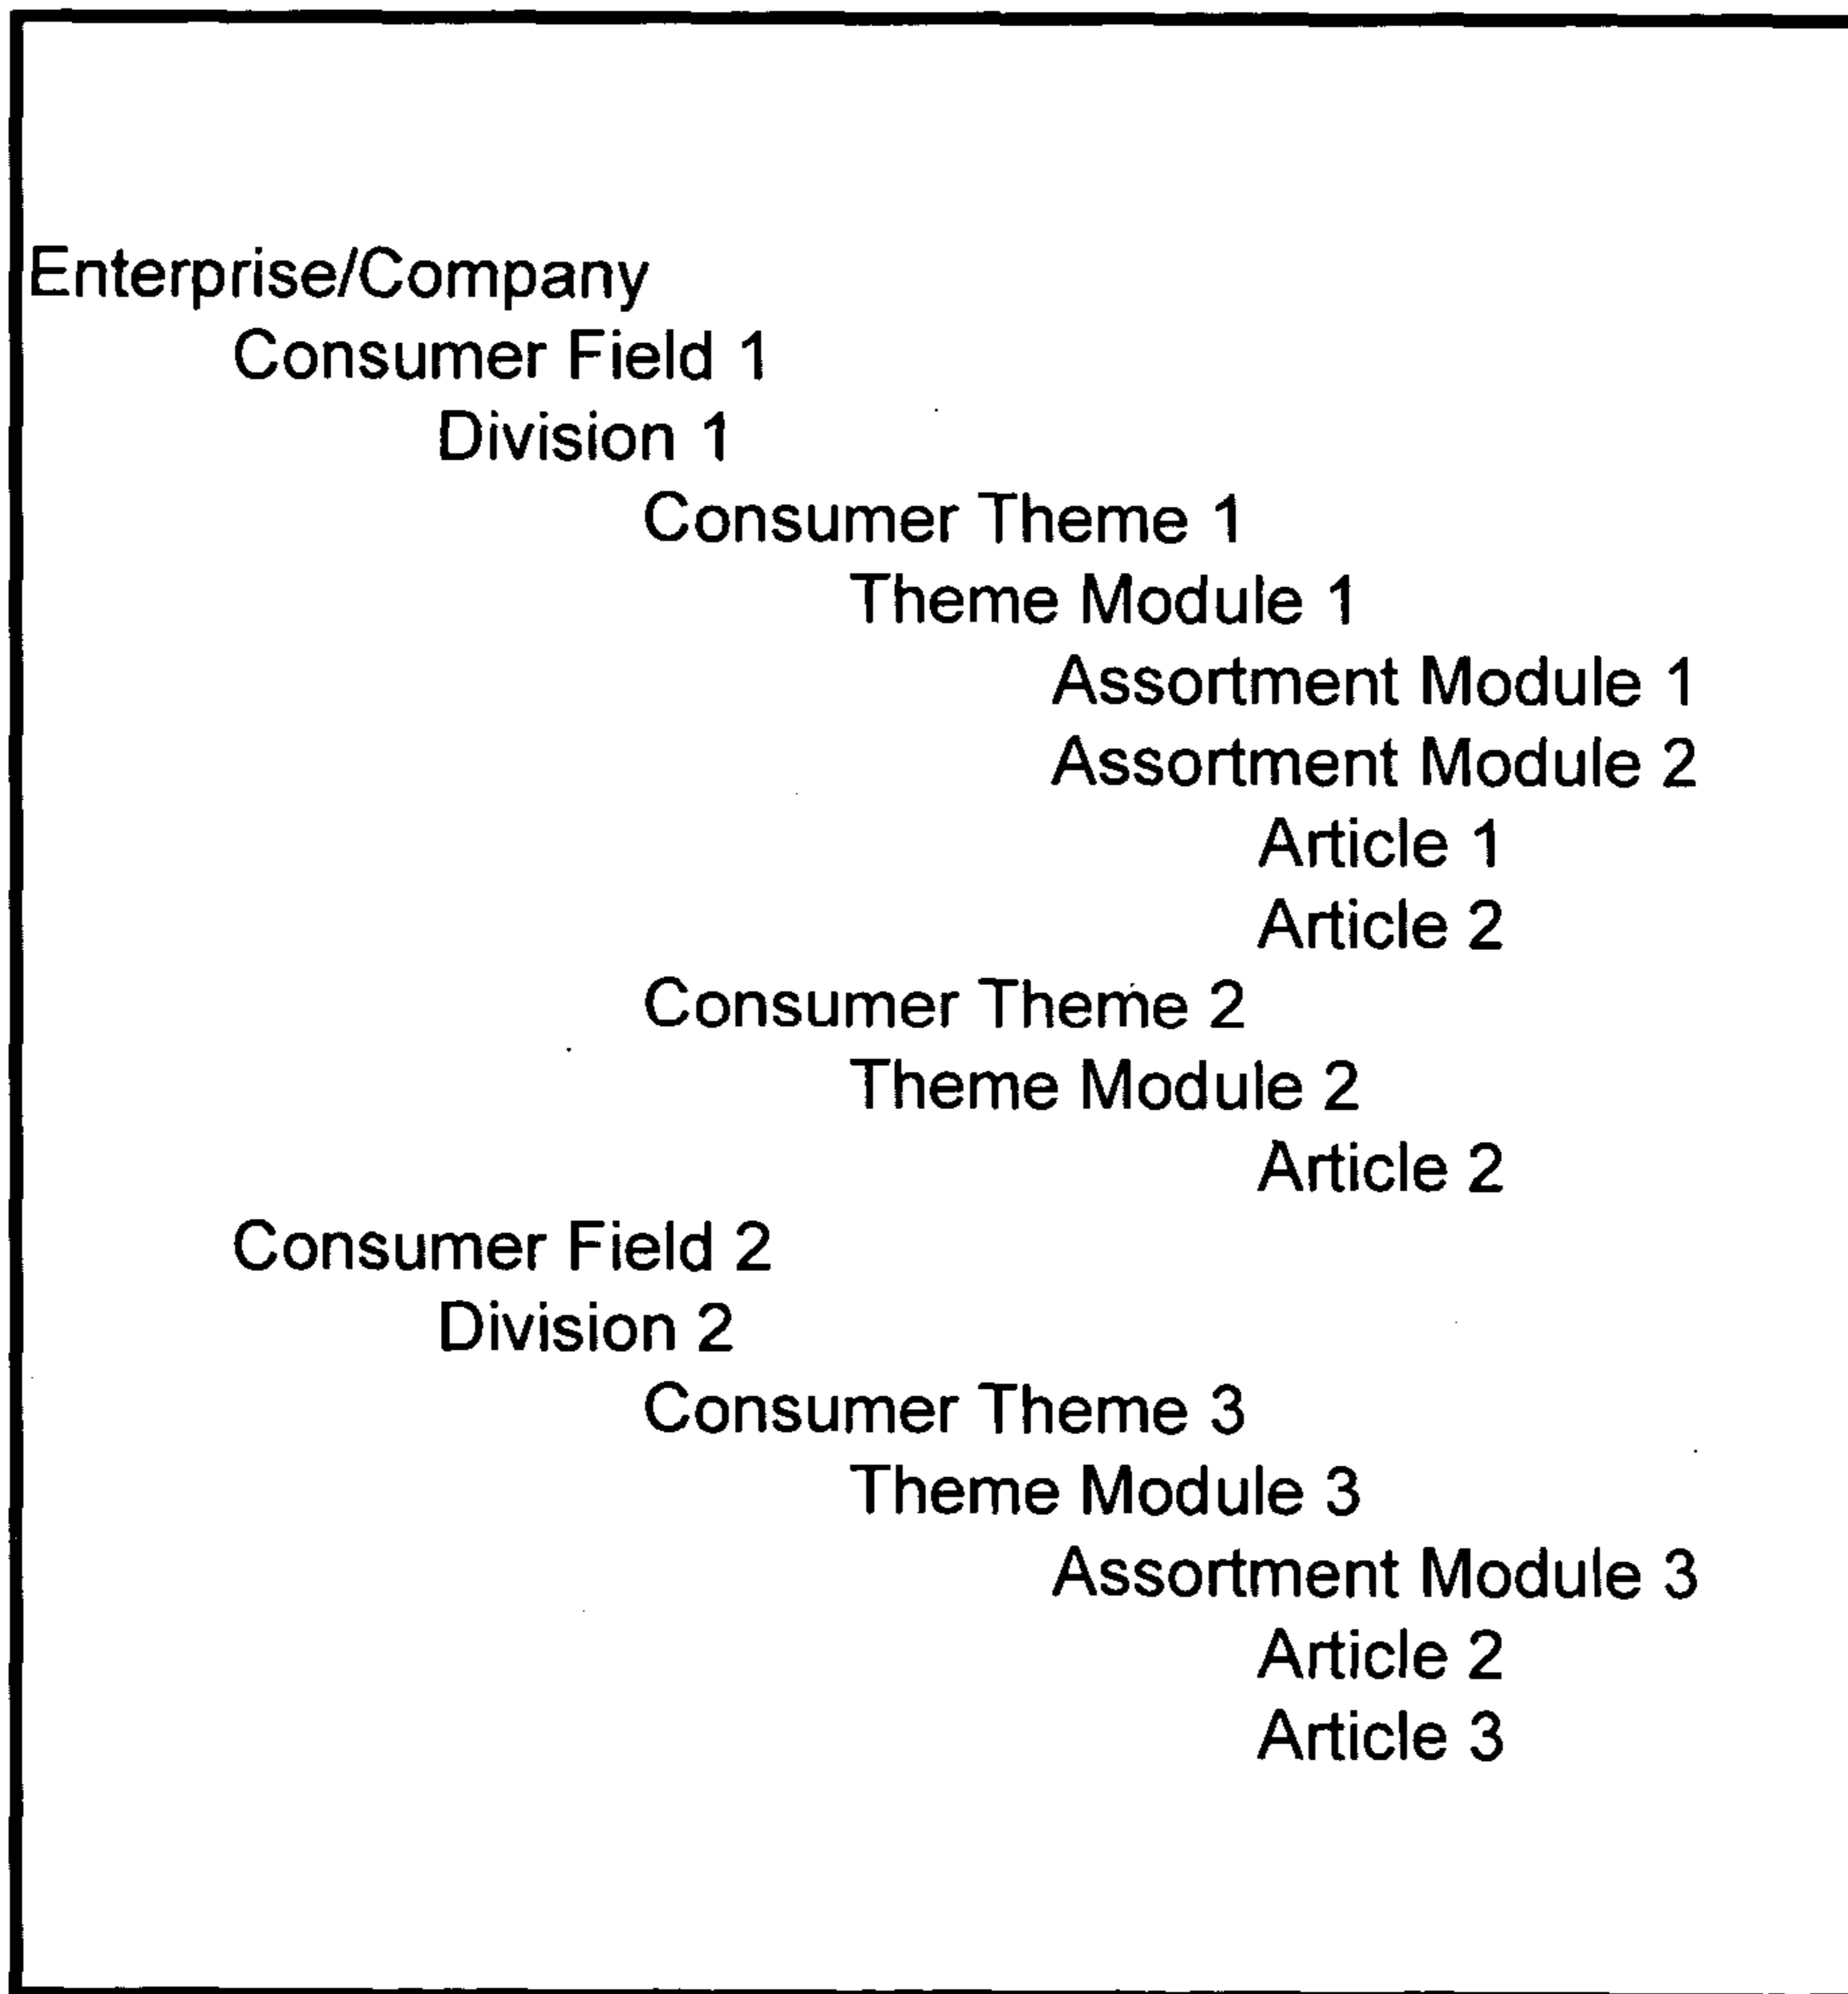 Enterprise/Company
Consumer Field 1
Division 1
Consumer Theme 1
Theme Module 1
Assortment Module 1
Assortment Module 2
Article 1
Article 2
Consumer Theme 2
Theme Module 2
Article 2
Consumer Field 2
Division 2
Consumer Theme 3
Theme Module 3
Assortment Module 3
Article 2
Article 3